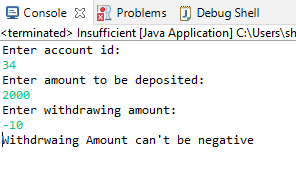 Console Problems Debug Shell
<terminated> Insufficient [Java Application] C:\Users\sh
Enter account id:
34
Enter amount to be deposited:
2000
Enter withdrawing amount:
-10
Withdrwaing Amount can't be negative